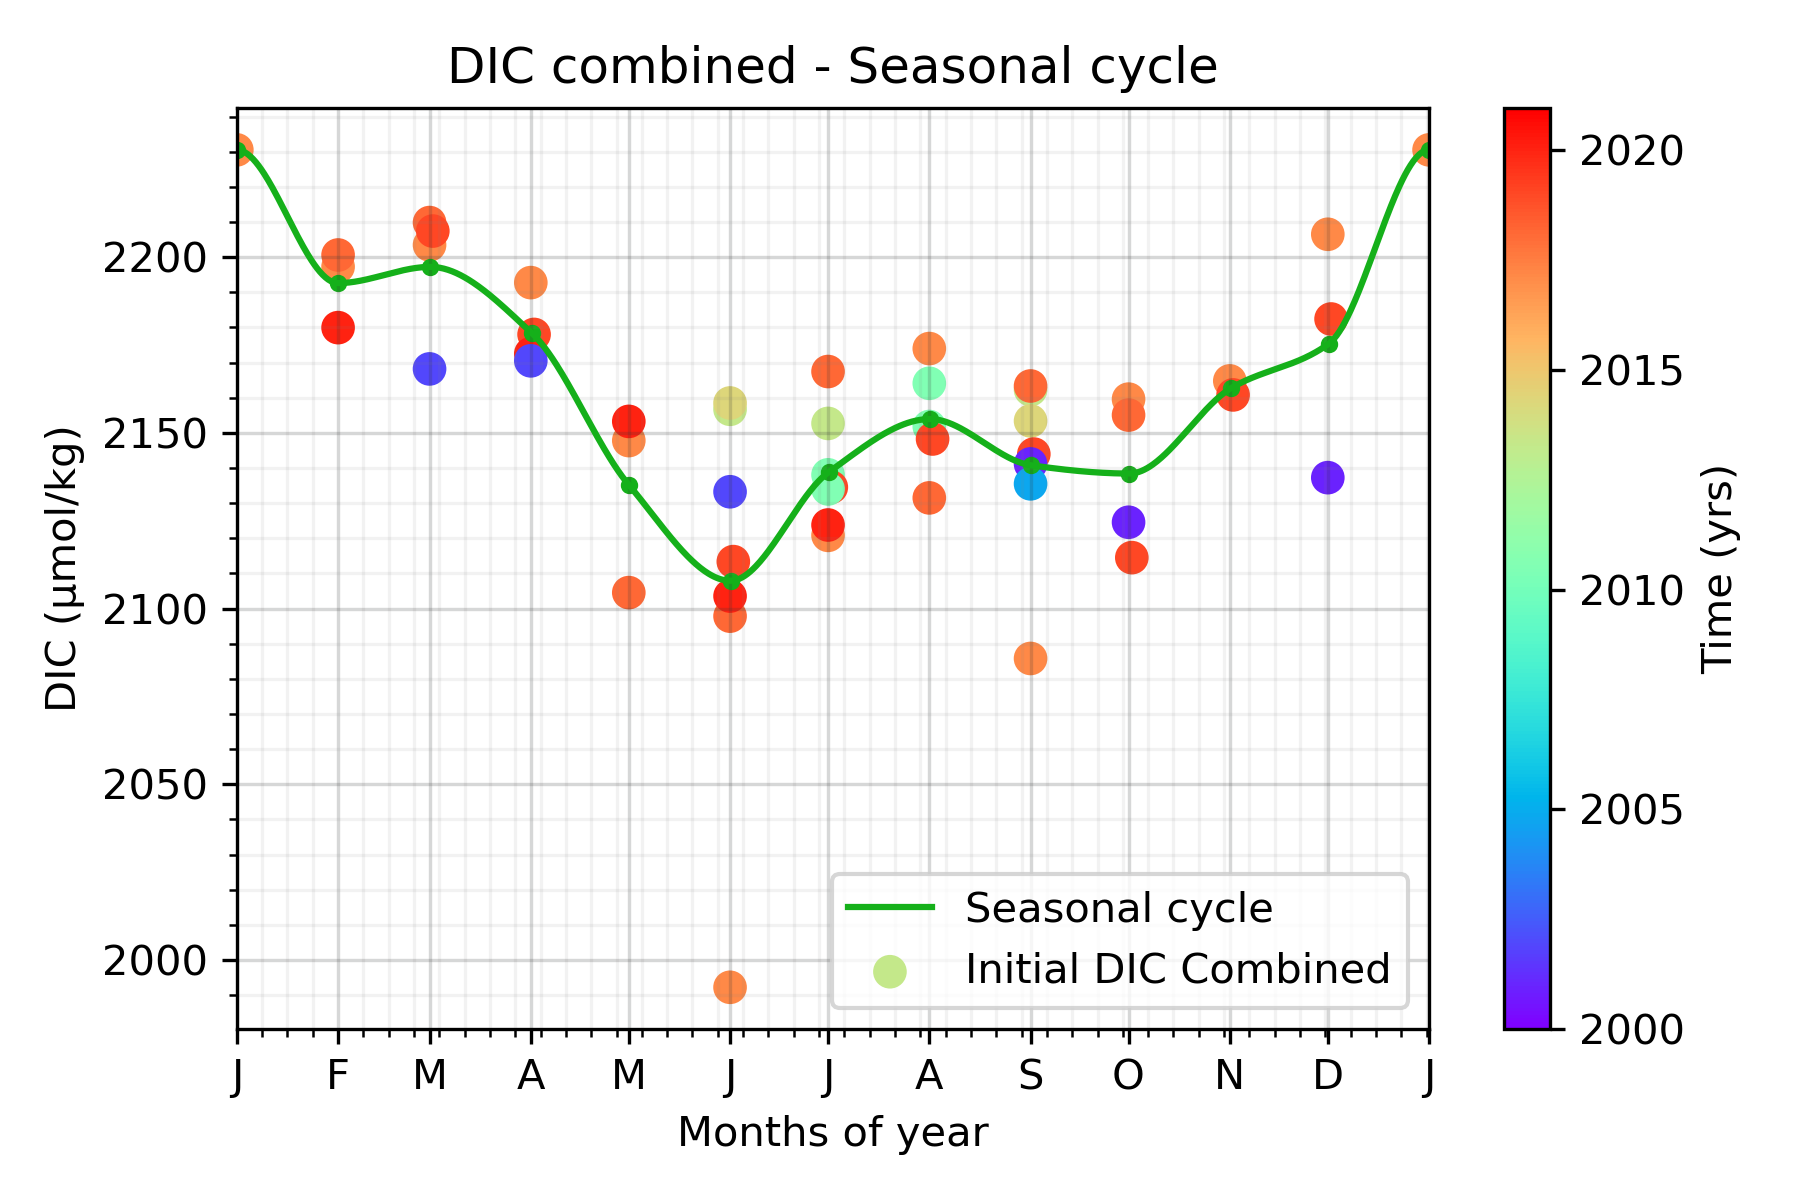 DIC combined - Seasonal cycle
2200
2150
2100
2050
2000
DIC (µmol/kg)
J F M A M J J A S O N D J
Months of year
Seasonal cycle
Initial DIC Combined
2020
2015
2010
2005
2000
Time (yrs)